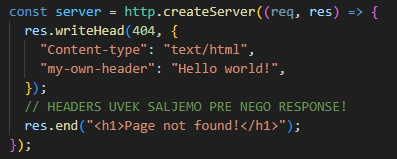 const server = http.createServer((req, res) => {
  res.writeHead(404, {
    "Content-type": "text/html",
    "my-own-header": "Hello world!",
  });
  // HEADERS UVEK SALJEMO PRE NEGO RESPONSE!
  res.end("<h1>Page not found!</h1>");
});